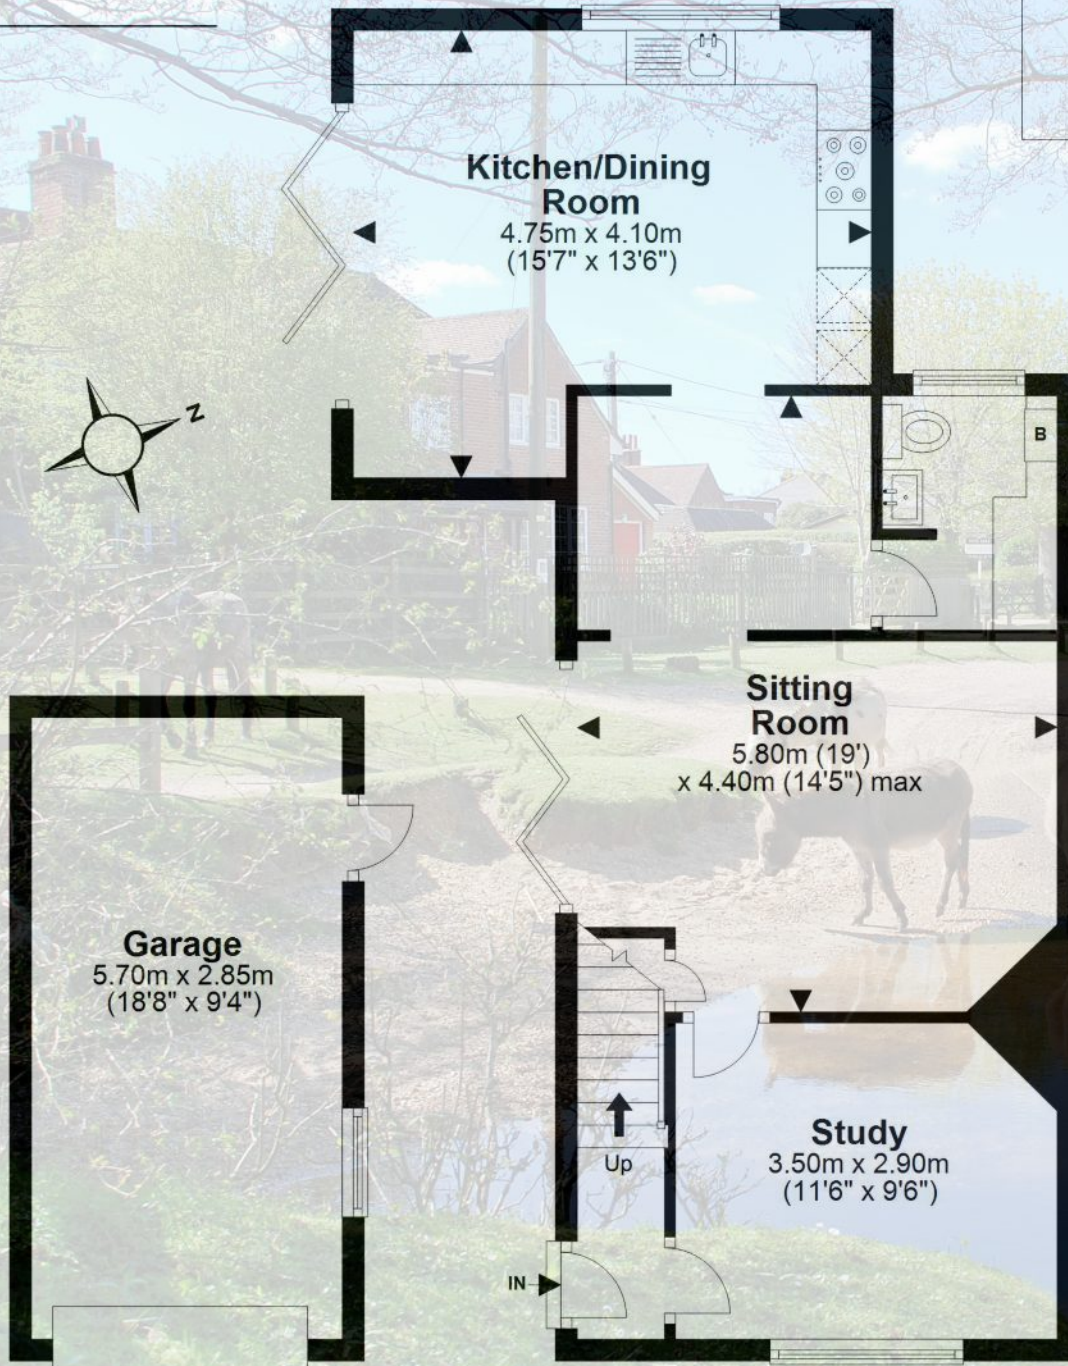 Kitchen/Dining
Room
4.75m x 4.10m
(15'7" x 13'6")
N
B
Sitting
Room
5.80m (19')
x 4.40m (14'5") max
Garage
5.70m x 2.85m
(18'8" x 9'4")
Up
Study
3.50m x 2.90m
(11'6" x 9'6")
IN